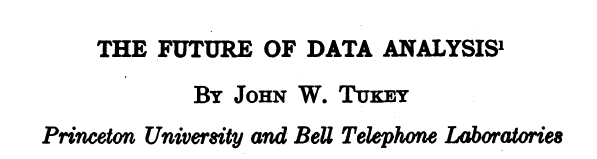 THE FUTURE OF DATA ANALYSIS¹
By John W. Tukey
Princeton University and Bell Telephone Laboratories